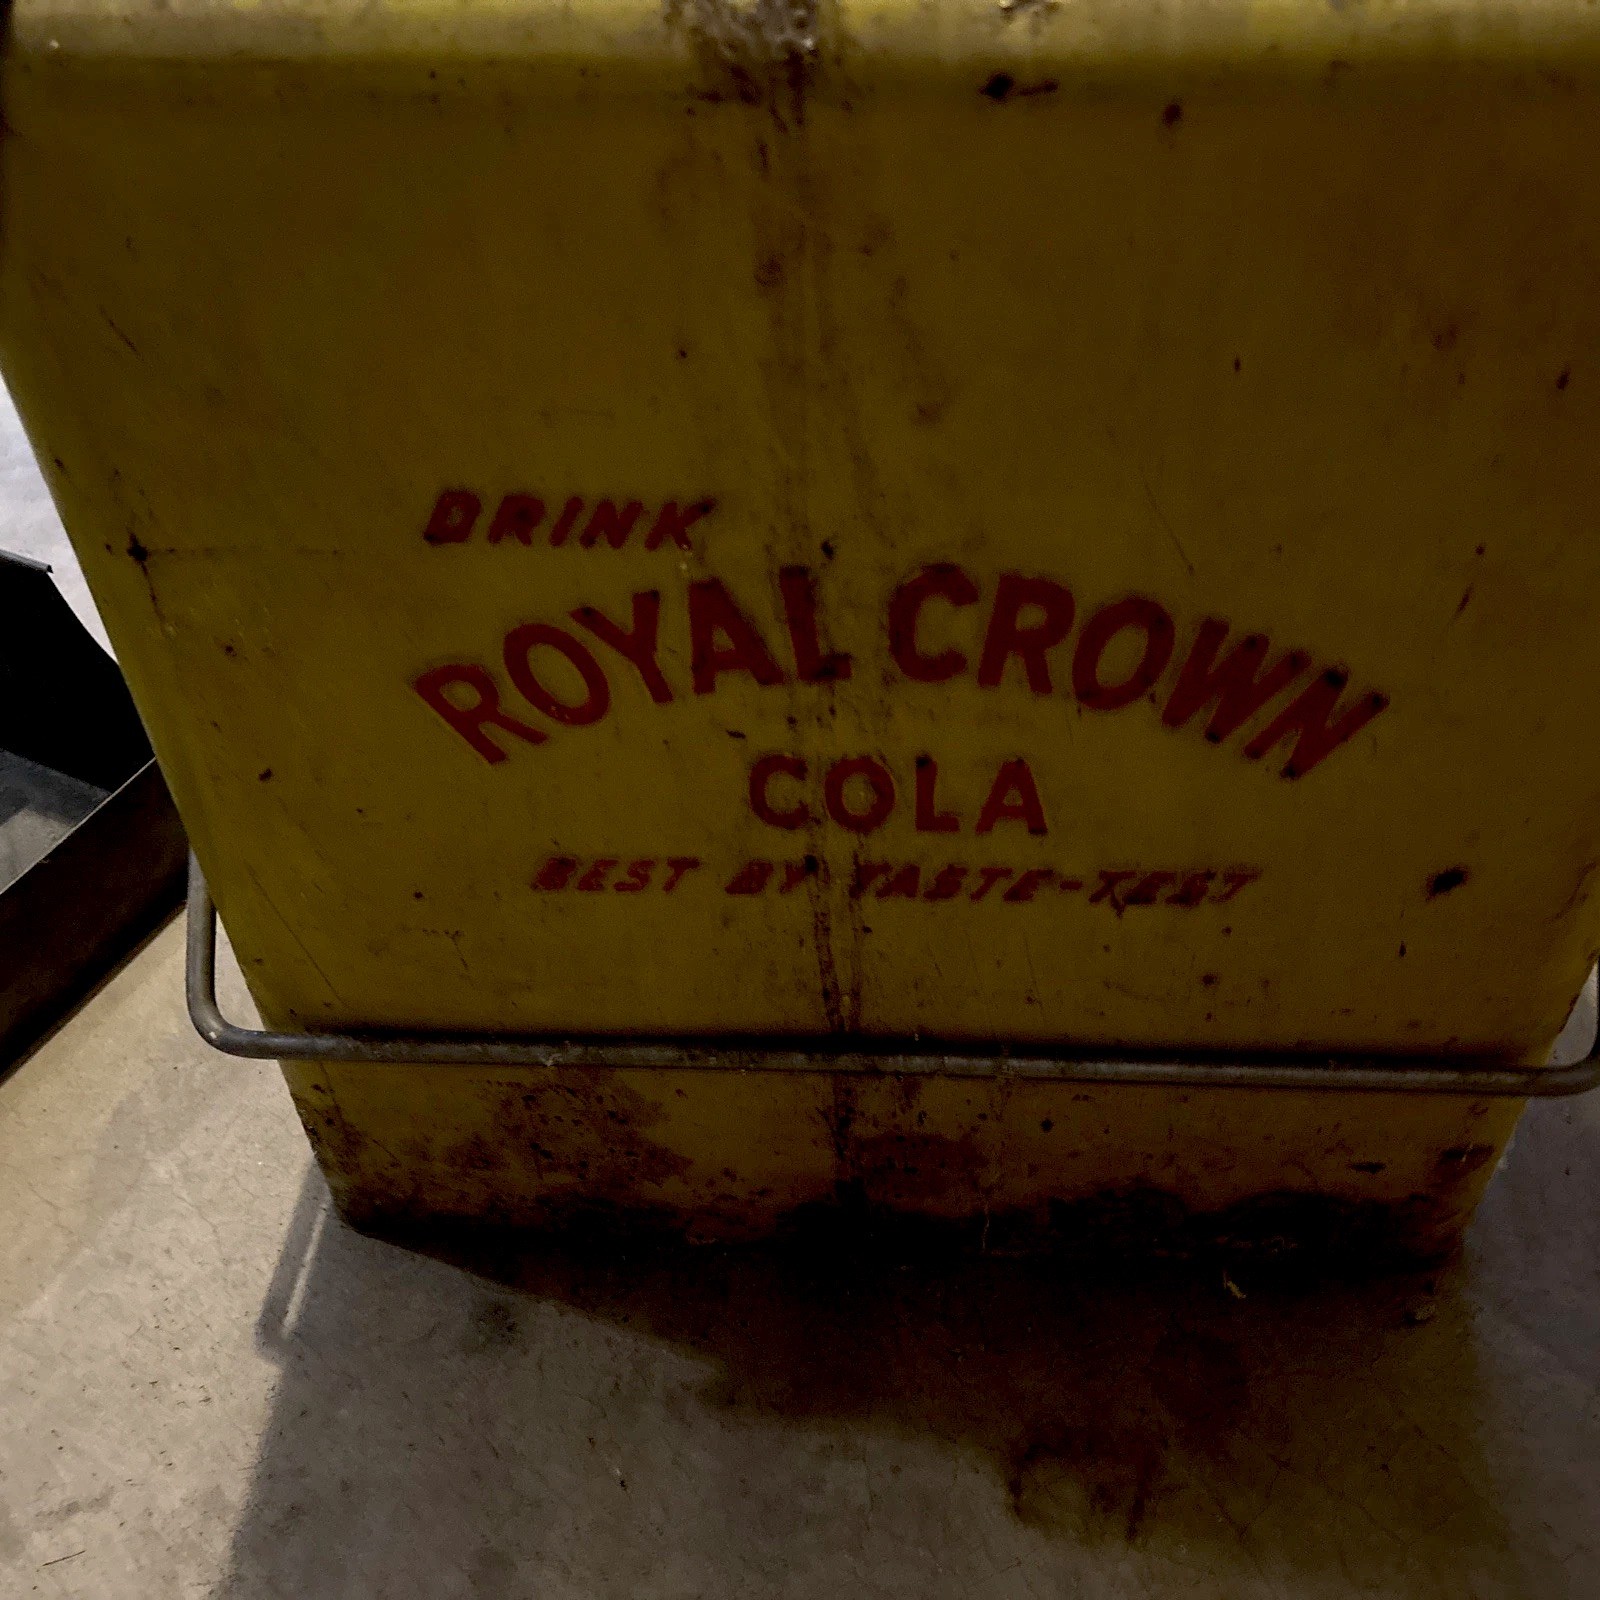 DRINK
ROYAL CROWN
COLA
BEST BY TASTE-TEST